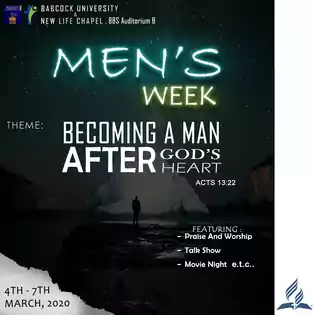 BABCOCK UNIVERSITY
&
NEW LIFE CHAPEL , BBS Auditorium B
MEN'S
WEEK
THEME:
BECOMING A MAN
AFTER GOD'S
HEART
ACTS 13:22
FEATURING :
- Praise And Worship
- Talk Show
- Movie Night e.t.c..
4TH - 7TH
MARCH, 2020